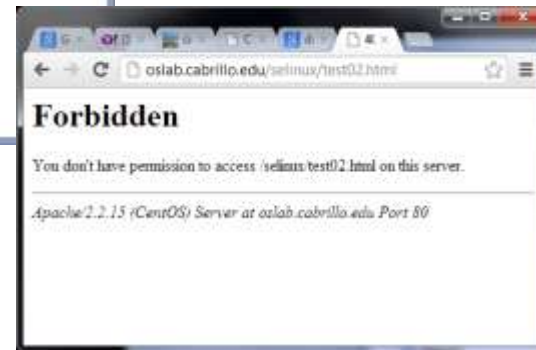 oslab.cabrillo.edu/selinux/test02.html
Forbidden
You don't have permission to access /selinux/test02.html on this server.
Apache/2.2.15 (CentOS) Server at oslab.cabrillo.edu Port 80